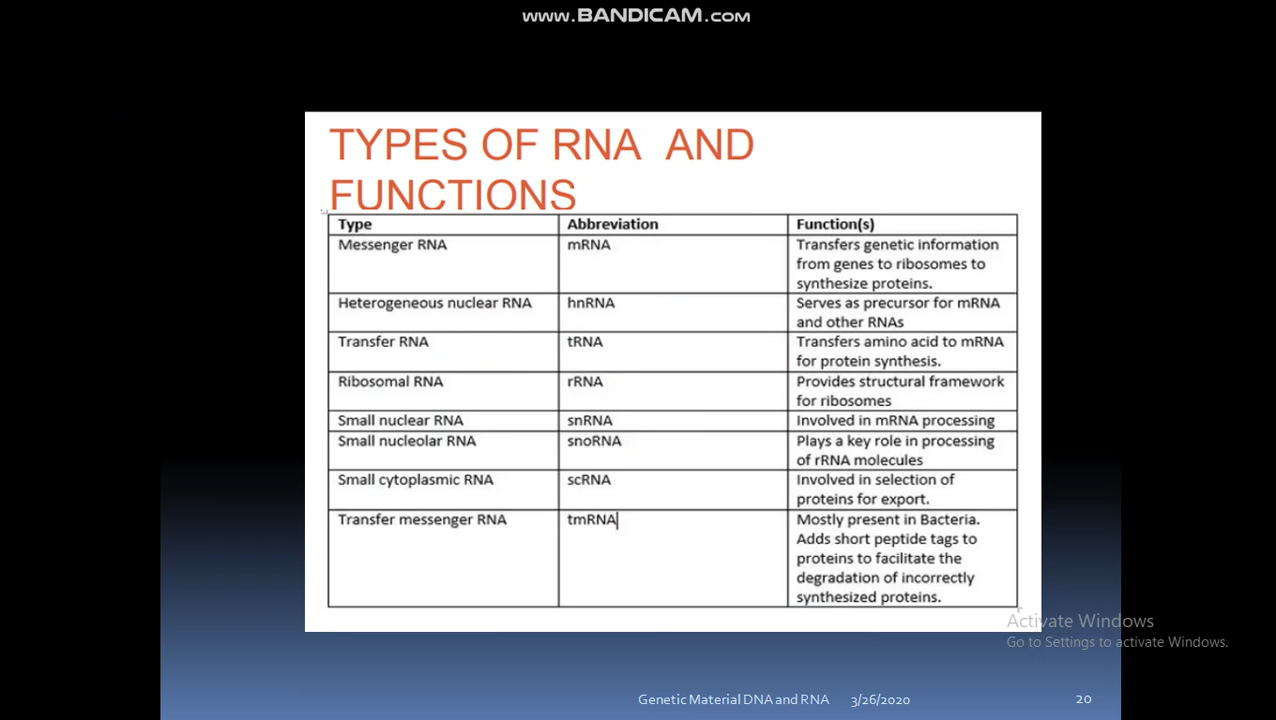 www.BANDICAM.com
TYPES OF RNA AND
FUNCTIONS
Type Abbreviation Function(s)
Messenger RNA mRNA Transfers genetic information
from genes to ribosomes to
synthesize proteins.
Heterogeneous nuclear RNA hnRNA Serves as precursor for mRNA
and other RNAs
Transfer RNA tRNA Transfers amino acid to mRNA
for protein synthesis.
Ribosomal RNA rRNA Provides structural framework
for ribosomes
Small nuclear RNA snRNA Involved in mRNA processing
Small nucleolar RNA snoRNA Plays a key role in processing
of rRNA molecules
Small cytoplasmic RNA scRNA Involved in selection of
proteins for export.
Transfer messenger RNA tmRNA Mostly present in Bacteria.
Adds short peptide tags to
proteins to facilitate the
degradation of incorrectly
synthesized proteins.
Activate Windows
Go to Settings to activate Windows.
Genetic Material DNA and RNA 3/26/2020 20